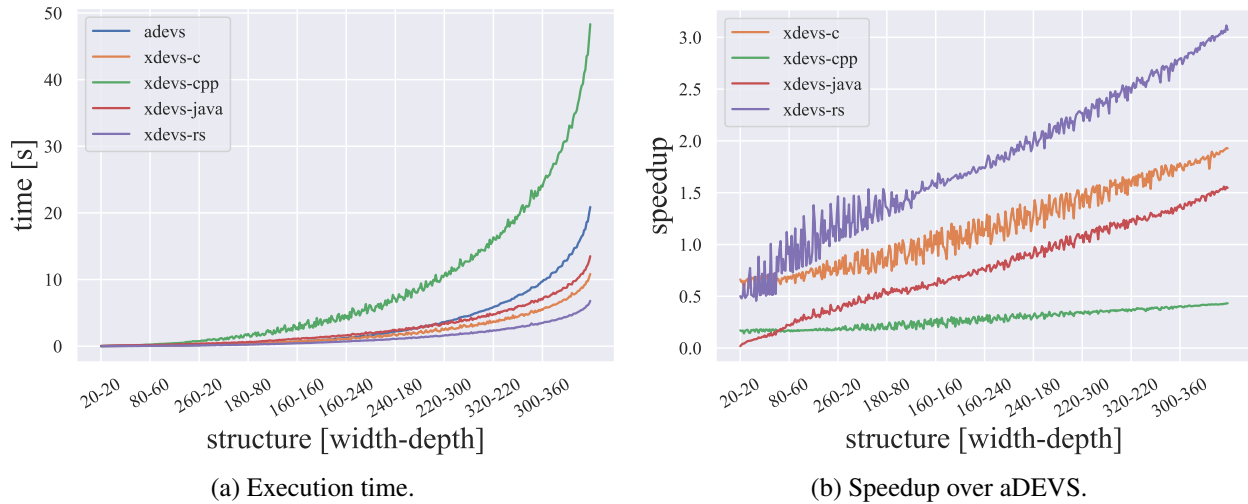 50
40
30
20
10
0
time [s]
adevs
xdevs-c
xdevs-cpp
xdevs-java
xdevs-rs
20-20
80-60
260-20
180-80
160-160
240-180
220-300
320-220
300-360
structure [width-depth]
(a) Execution time.
3.0
2.5
2.0
1.5
1.0
0.5
0.0
speedup
xdevs-c
xdevs-cpp
xdevs-java
xdevs-rs
20-20
80-60
260-20
180-80
160-160
240-180
220-300
320-220
300-360
structure [width-depth]
(b) Speedup over aDEVS.